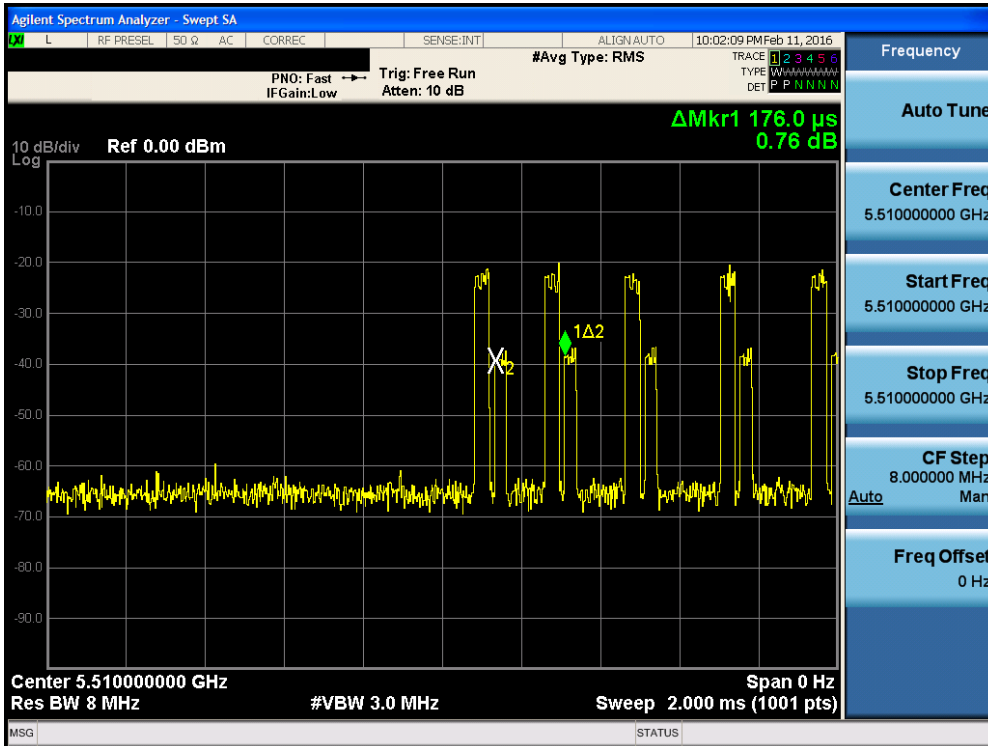 Agilent Spectrum Analyzer - Swept SA
LXI L RF PRESEL 50 Ω AC CORREC SENSE:INT ALIGN AUTO 10:02:09 PM Feb 11, 2016
#Avg Type: RMS
TRACE 1 2 3 4 5 6
PNO: Fast Trig: Free Run
TYPE WWWWWW
IFGain:Low Atten: 10 dB
DET P P N N N N
ΔMkr1 176.0 µs
0.76 dB
10 dB/div Ref 0.00 dBm
Log
-10.0
-20.0
-30.0
-40.0
-50.0
-60.0
-70.0
-80.0
-90.0
1Δ2
2
Center 5.510000000 GHz Span 0 Hz
Res BW 8 MHz #VBW 3.0 MHz Sweep 2.000 ms (1001 pts)
MSG STATUS
Frequency
Auto Tune
Center Freq
5.510000000 GHz
Start Freq
5.510000000 GHz
Stop Freq
5.510000000 GHz
CF Step
8.000000 MHz
Auto Man
Freq Offset
0 Hz